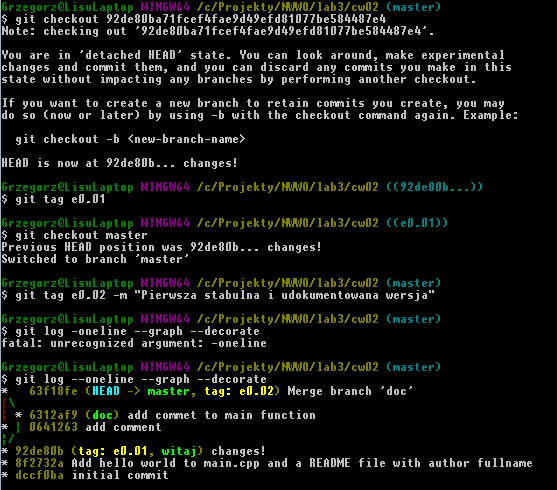 Grzegorz@LisuLaptop MINGW64 /c/Projekty/NWWO/lab3/cw02 (master)
$ git checkout 92de80ba71fcef4fae9d49efd81077be584487e4
Note: checking out '92de80ba71fcef4fae9d49efd81077be584487e4'.

You are in 'detached HEAD' state. You can look around, make experimental
changes and commit them, and you can discard any commits you make in this
state without impacting any branches by performing another checkout.

If you want to create a new branch to retain commits you create, you may
do so (now or later) by using -b with the checkout command again. Example:

  git checkout -b <new-branch-name>

HEAD is now at 92de80b... changes!

Grzegorz@LisuLaptop MINGW64 /c/Projekty/NWWO/lab3/cw02 ((92de80b...))
$ git tag e0.01

Grzegorz@LisuLaptop MINGW64 /c/Projekty/NWWO/lab3/cw02 ((e0.01))
$ git checkout master
Previous HEAD position was 92de80b... changes!
Switched to branch 'master'

Grzegorz@LisuLaptop MINGW64 /c/Projekty/NWWO/lab3/cw02 (master)
$ git tag e0.02 -m "Pierwsza stabulna i udokumentowana wersja"

Grzegorz@LisuLaptop MINGW64 /c/Projekty/NWWO/lab3/cw02 (master)
$ git log -oneline --graph --decorate
fatal: unrecognized argument: -oneline

Grzegorz@LisuLaptop MINGW64 /c/Projekty/NWWO/lab3/cw02 (master)
$ git log --oneline --graph --decorate
*   63f18fe (HEAD -> master, tag: e0.02) Merge branch 'doc'
|\
| * 6312af9 (doc) add commet to main function
* | 0641263 add comment
|/
* 92de80b (tag: e0.01, witaj) changes!
* 8f2732a Add hello world to main.cpp and a README file with author fullname
* dccf0ba initial commit